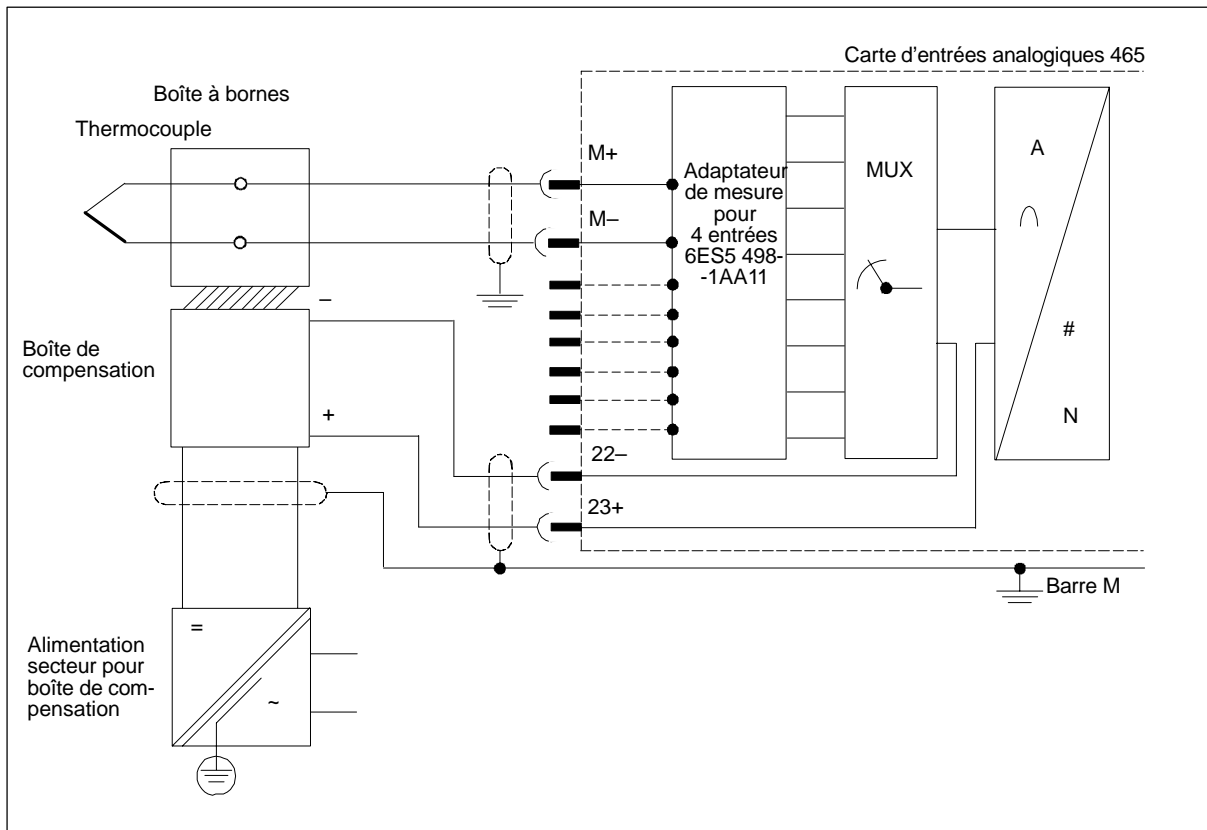 Carte d'entrées analogiques 465
Boîte à bornes
Thermocouple
M+
M–
Adaptateur
de mesure
pour
4 entrées
6ES5 498-
-1AA11
MUX
A
#
N
–
Boîte de
compensation
+
22–
23+
Barre M
Alimentation
secteur pour
boîte de com-
pensation
=
~